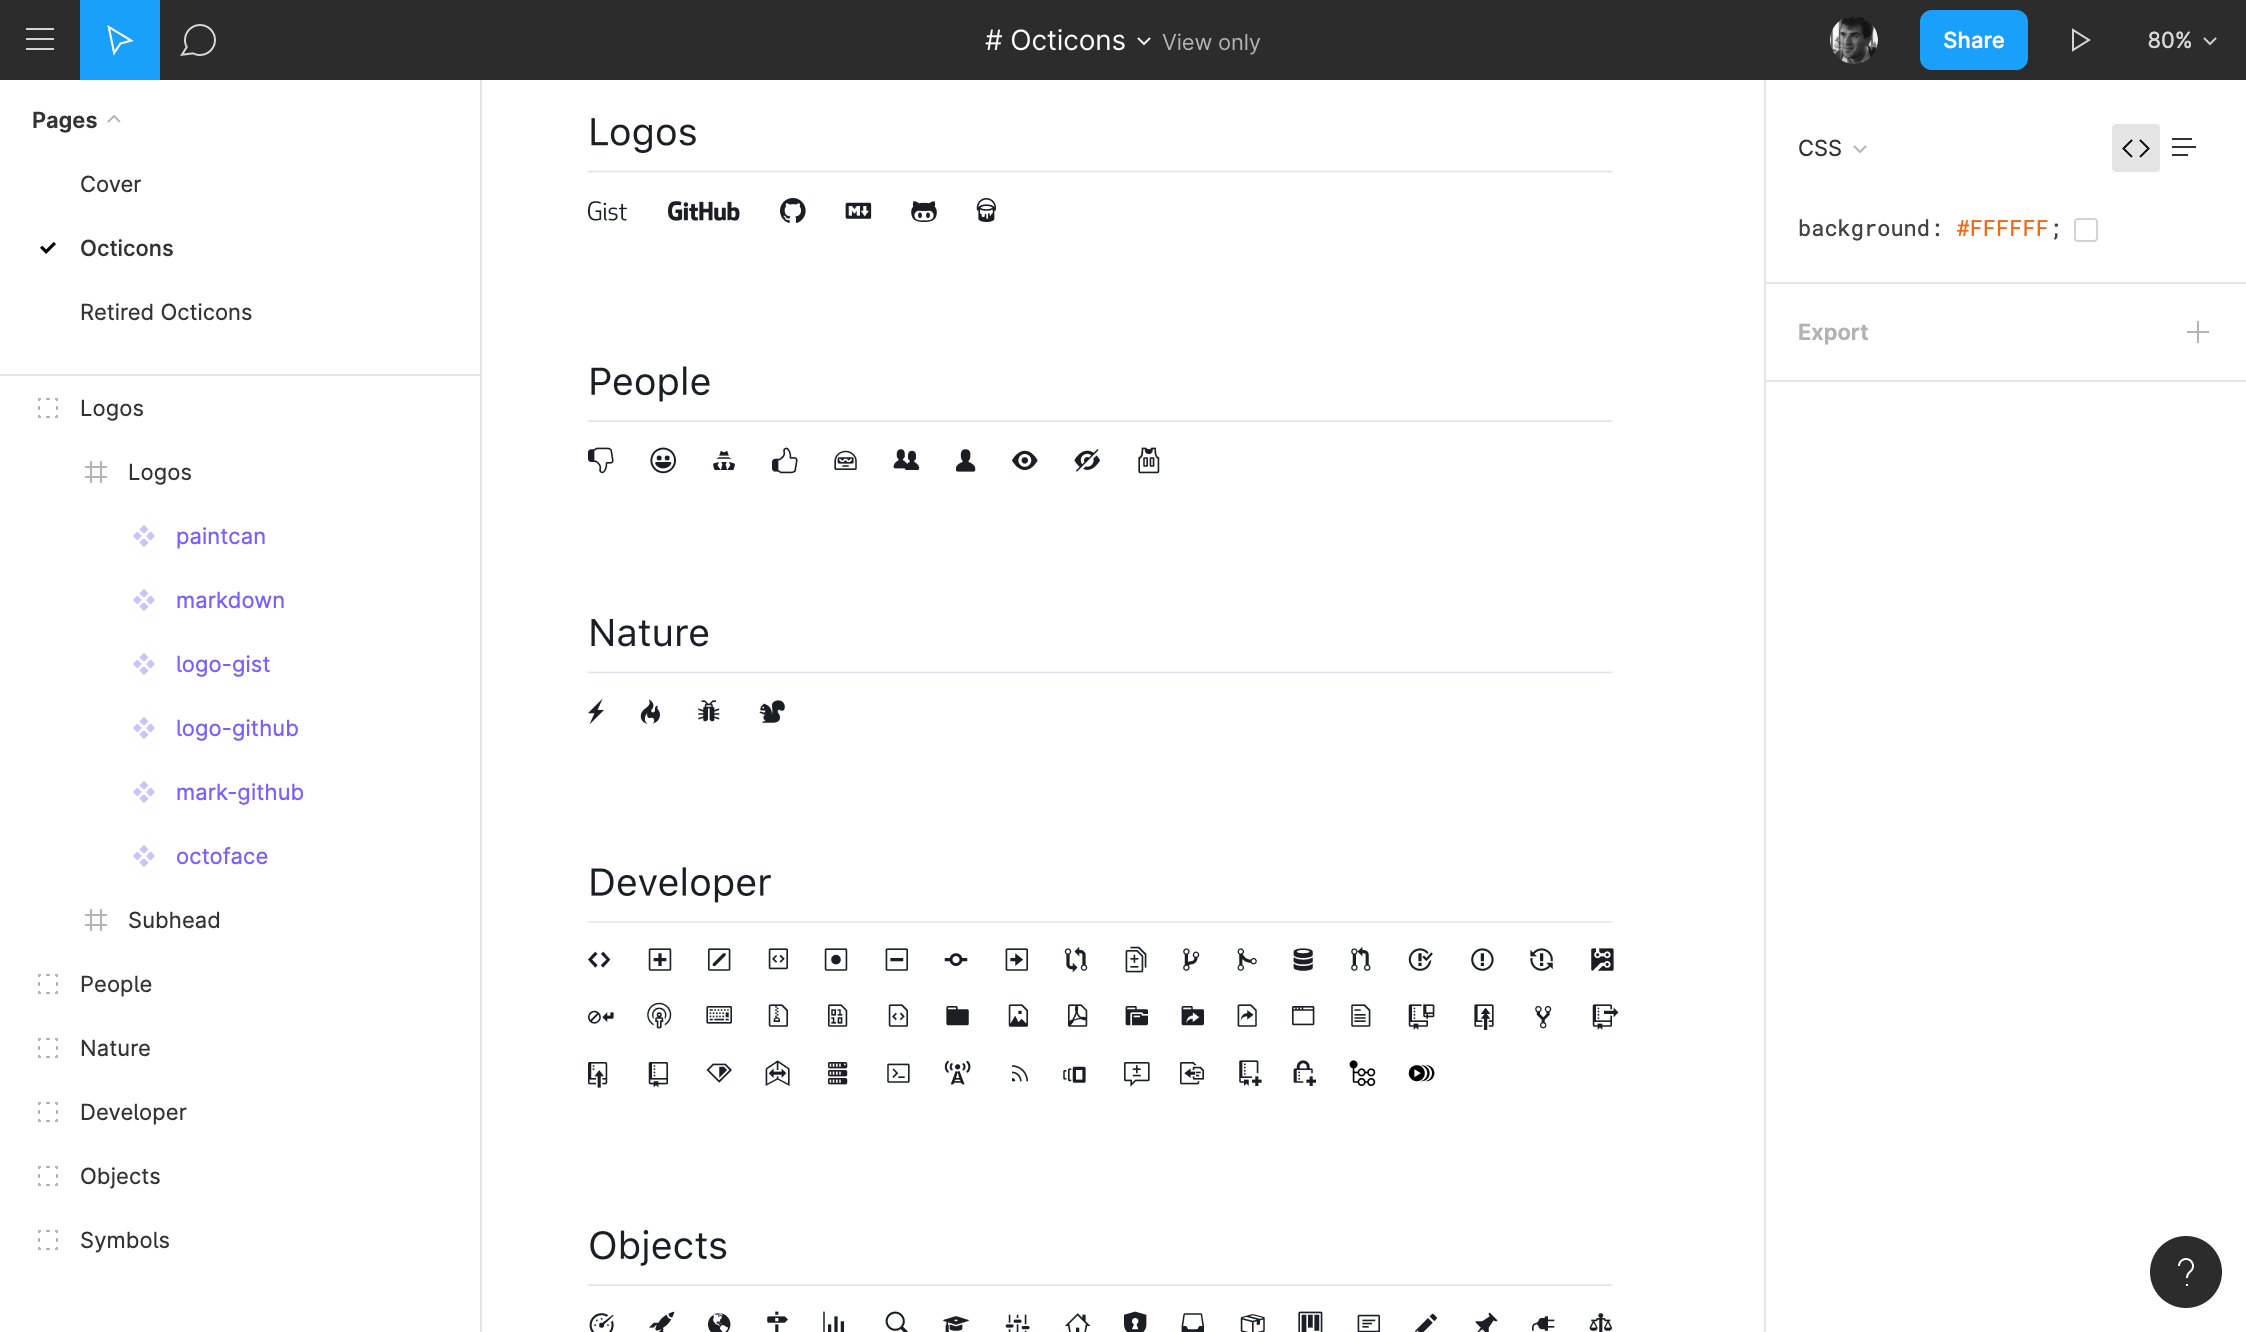 # Octicons View only
Share
80%
Pages
Cover
Octicons
Retired Octicons
Logos
Logos
paintcan
markdown
logo-gist
logo-github
mark-github
octoface
Subhead
People
Nature
Developer
Objects
Symbols
Logos
Gist GitHub M
People
Nature
Developer
Objects
CSS
background: #FFFFFF;
Export
?